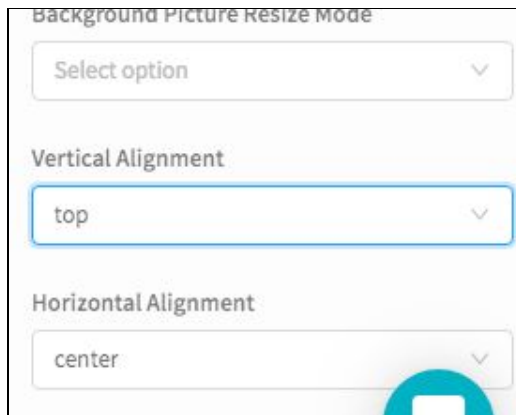 Background Picture Resize Mode
Select option
Vertical Alignment
top
Horizontal Alignment
center